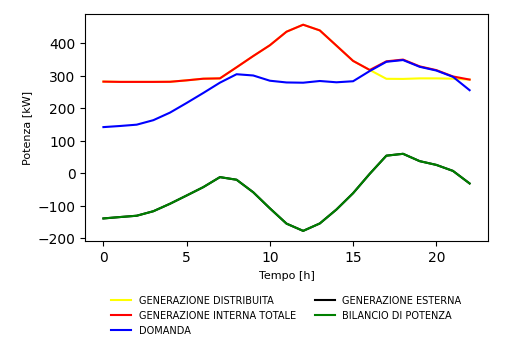 400
300
200
100
0
−100
−200
Potenza [kW]
0 5 10 15 20
Tempo [h]
GENERAZIONE DISTRIBUITA
GENERAZIONE INTERNA TOTALE
DOMANDA
GENERAZIONE ESTERNA
BILANCIO DI POTENZA